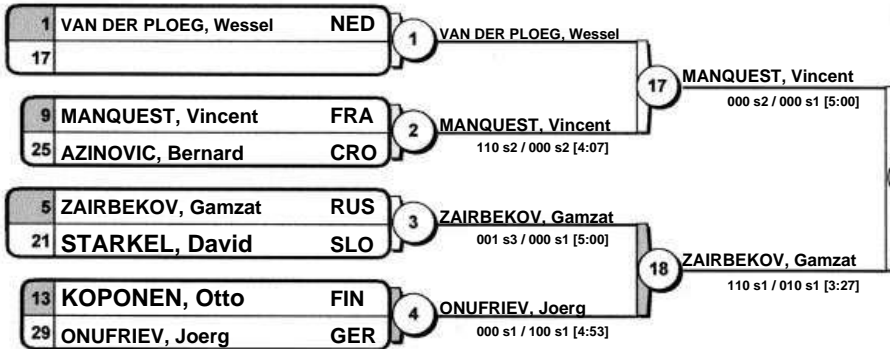 1 VAN DER PLOEG, Wessel NED
17
9 MANQUEST, Vincent FRA
25 AZINOVIC, Bernard CRO
5 ZAIRBEKOV, Gamzat RUS
21 STARKEL, David SLO
13 KOPONEN, Otto FIN
29 ONUFRIEV, Joerg GER
1 VAN DER PLOEG, Wessel
2 MANQUEST, Vincent
110 s2 / 000 s2 [4:07]
3 ZAIRBEKOV, Gamzat
001 s3 / 000 s1 [5:00]
4 ONUFRIEV, Joerg
000 s1 / 100 s1 [4:53]
17 MANQUEST, Vincent
000 s2 / 000 s1 [5:00]
18 ZAIRBEKOV, Gamzat
110 s1 / 010 s1 [3:27]